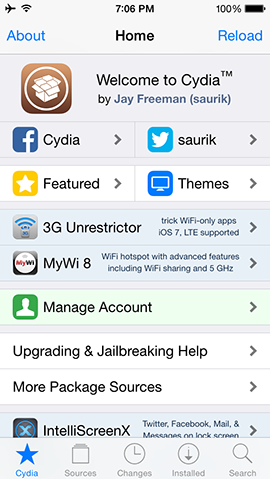 7:06 PM 100%
About Home Reload
Welcome to Cydia™
by Jay Freeman (saurik)
Cydia saurik
Featured Themes
3G Unrestrictor trick WiFi-only apps
iOS 7, LTE supported
MyWi 8 WiFi hotspot with advanced features
including WiFi sharing and 5 GHz
Manage Account
Upgrading & Jailbreaking Help
More Package Sources
IntelliScreenX Twitter, Facebook, Mail, &
Messages on lock screen
Cydia Sources Changes Installed Search